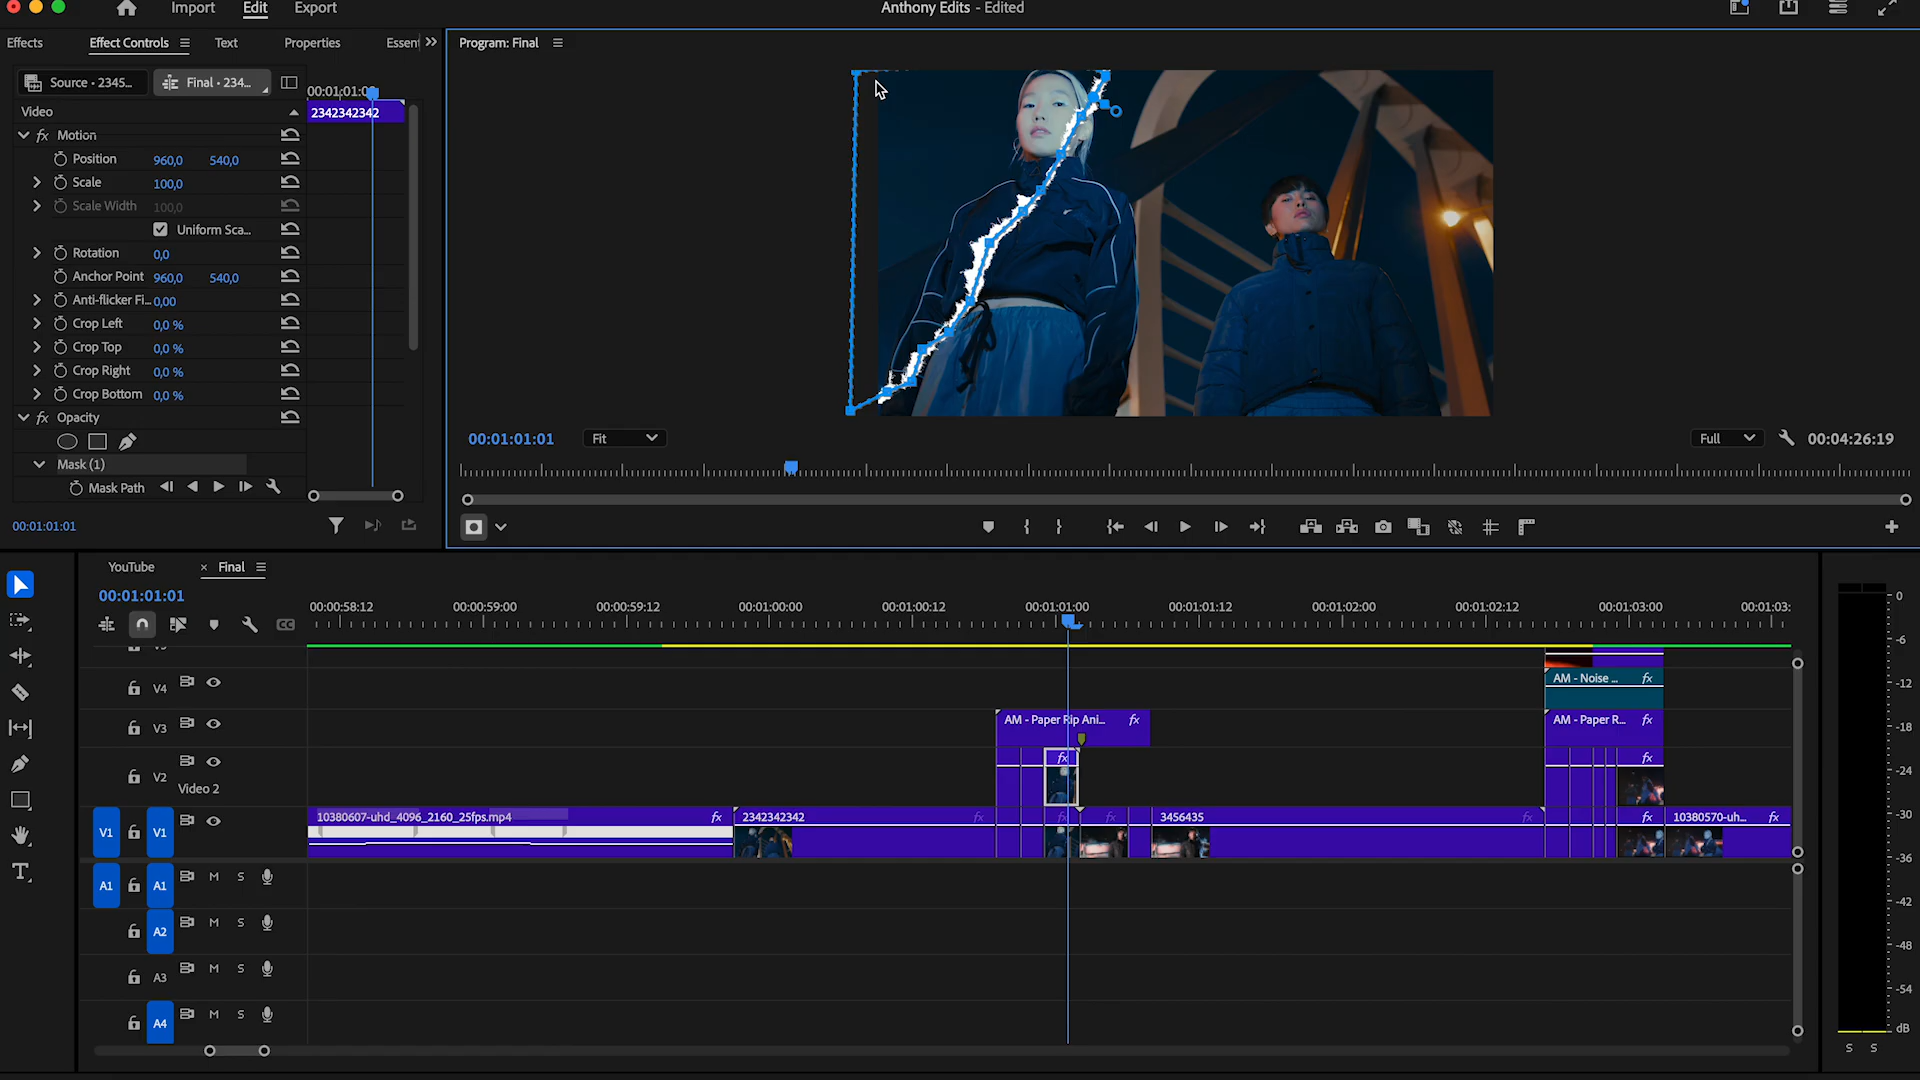 Import Edit Export
Anthony Edits - Edited
Effects Effect Controls Text Properties Essent
Program: Final
Source • 2345... Final • 234...
00:01:01:0
Video
2342342342
Motion
Position 960,0 540,0
Scale 100,0
Scale Width 100,0
Uniform Sca...
Rotation 0,0
Anchor Point 960,0 540,0
Anti-flicker Fi... 0,00
Crop Left 0,0 %
Crop Top 0,0 %
Crop Right 0,0 %
Crop Bottom 0,0 %
Opacity
Mask (1)
Mask Path
00:01:01:01
00:01:01:01 Fit Full 00:04:26:19
YouTube × Final
00:01:01:01
00:00:58:12 00:00:59:00 00:00:59:12 00:01:00:00 00:01:00:12 00:01:01:00 00:01:01:12 00:01:02:00 00:01:02:12 00:01:03:00 00:01:03:
CC
V4
AM - Noise ... fx
V3
AM - Paper Rip Ani... fx
AM - Paper R... fx
V2
Video 2
fx
fx
V1 V1
10380607-uhd_4096_2160_25fps.mp4 fx
2342342342 fx
fx fx
3456435 fx
fx
10380570-uh... fx
A1 A1 M S
A2 M S
A3 M S
A4 M S
0
-6
-12
-18
-24
-30
-36
-42
-48
-54
dB
S S